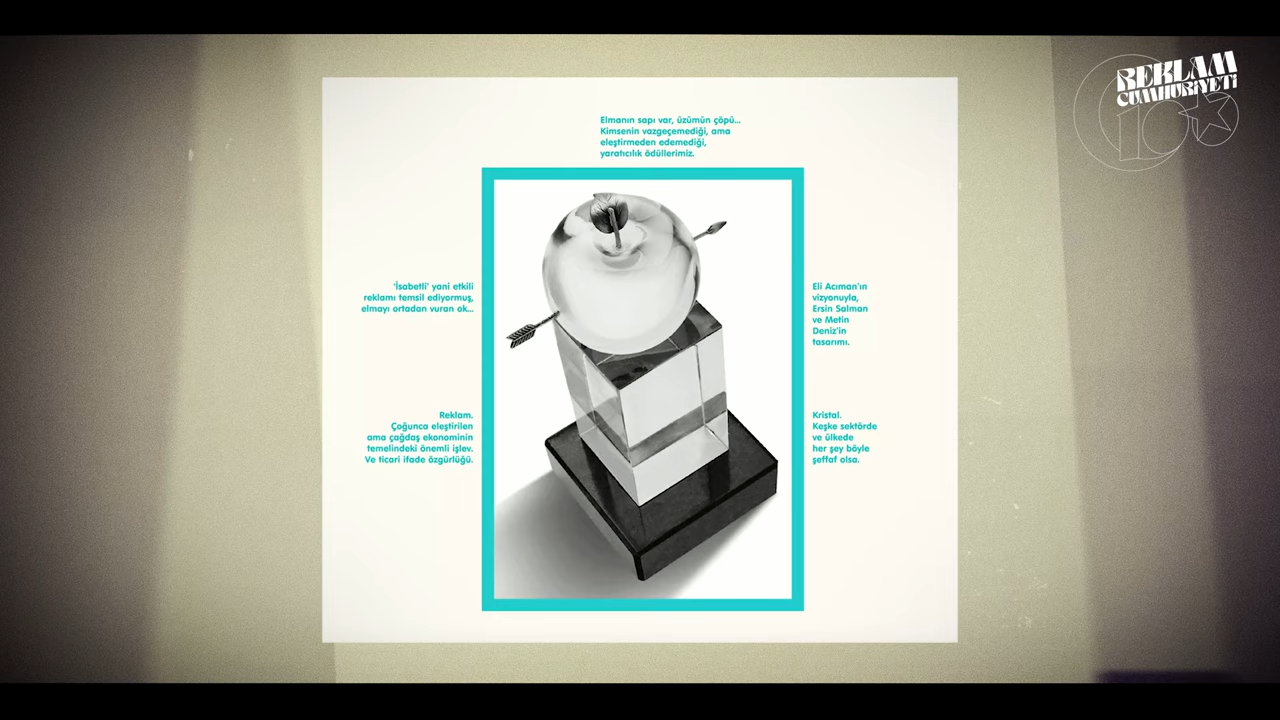 REKLAM
CUMHURİYETİ
100
Elmanın sapı var, üzümün çöpü...
Kimsenin vazgeçemediği, ama
eleştirmeden edemediği,
yaratıcılık ödüllerimiz.
'İsabetli' yani etkili
reklamı temsil ediyormuş,
elmayı ortadan vuran ok...
Eli Acıman'ın
vizyonuyla,
Ersin Salman
ve Metin
Deniz'in
tasarımı.
Reklam.
Çoğunca eleştirilen
ama çağdaş ekonominin
temelindeki önemli işlev.
Ve ticari ifade özgürlüğü.
Kristal.
Keşke sektörde
ve ülkede
her şey böyle
şeffaf olsa.